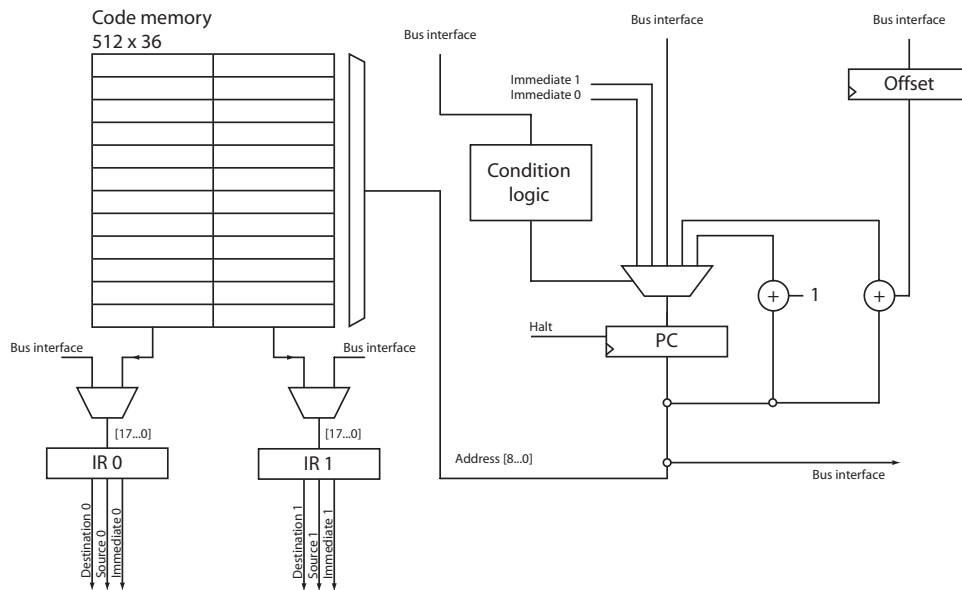 Code memory
512 x 36
Bus interface
Bus interface
Bus interface
Immediate 1
Immediate 0
Offset
Condition
logic
+
1
+
Halt
PC
Bus interface
Bus interface
[17...0]
[17...0]
IR 0
IR 1
Address [8...0]
Bus interface
Destination 0
Source 0
Immediate 0
Destination 1
Source 1
Immediate 1